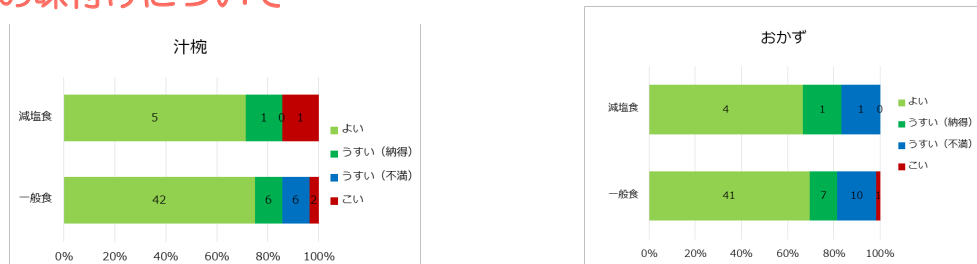 の味付けについて
汁椀
減塩食
5
1
0
1
一般食
42
6
6
2
0%
20%
40%
60%
80%
100%
よい
うすい（納得）
うすい（不満）
こい
おかず
減塩食
4
1
1
0
一般食
41
7
10
1
0%
20%
40%
60%
80%
100%
よい
うすい（納得）
うすい（不満）
こい